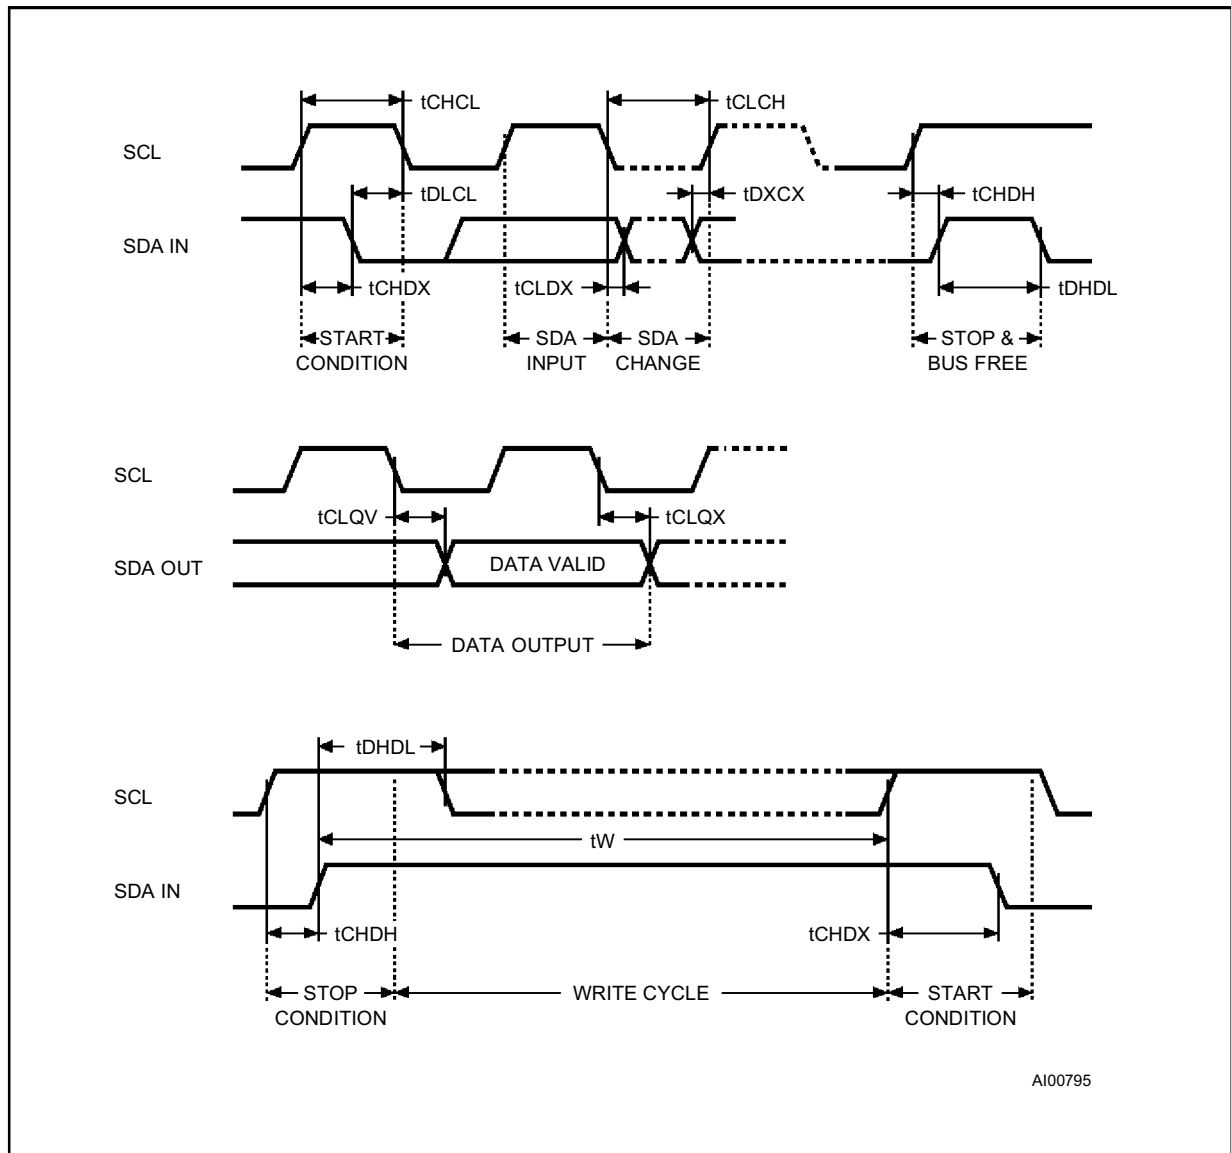 tCHCL
tCLCH
SCL
tDLCL
tDXCX
tCHDH
SDA IN
tCHDX
tCLDX
tDHDL
START
CONDITION
SDA
INPUT
SDA
CHANGE
STOP &
BUS FREE
SCL
tCLQV
tCLQX
SDA OUT
DATA VALID
DATA OUTPUT
tDHDL
SCL
tW
SDA IN
tCHDH
tCHDX
STOP
CONDITION
WRITE CYCLE
START
CONDITION
AI00795